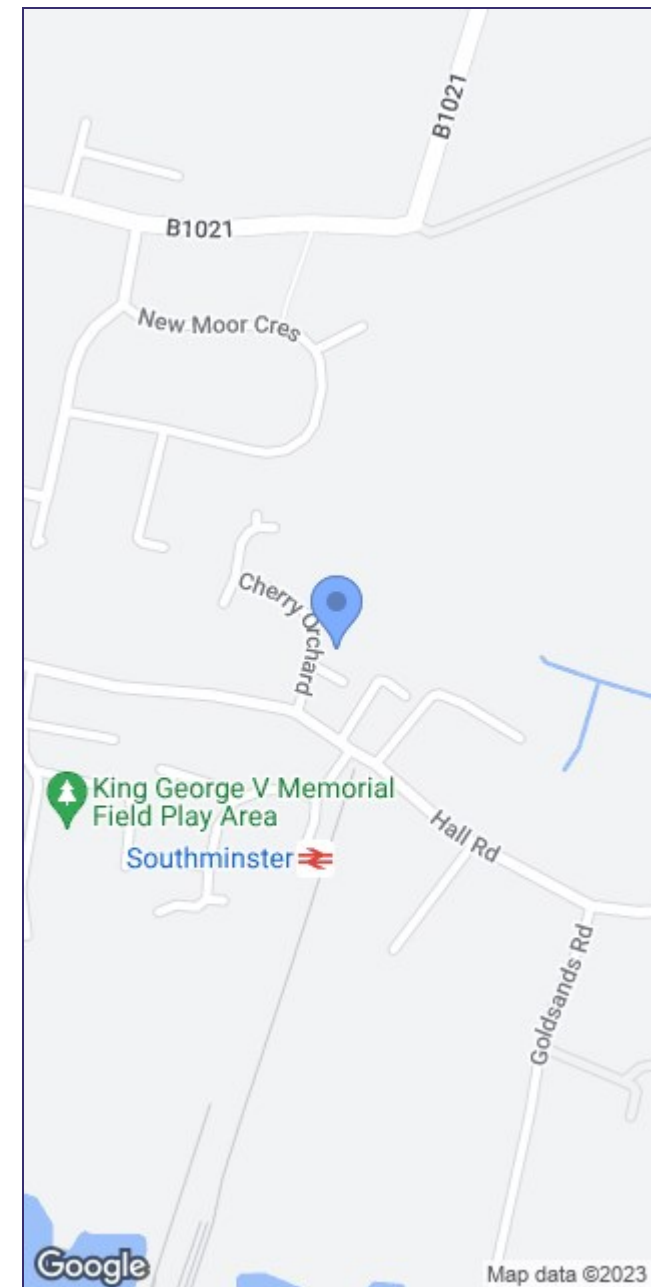 B1021
B1021
New Moor Cres
Cherry Orchard
King George V Memorial
Field Play Area
Southminster
Hall Rd
Goldsands Rd
Google
Map data ©2023